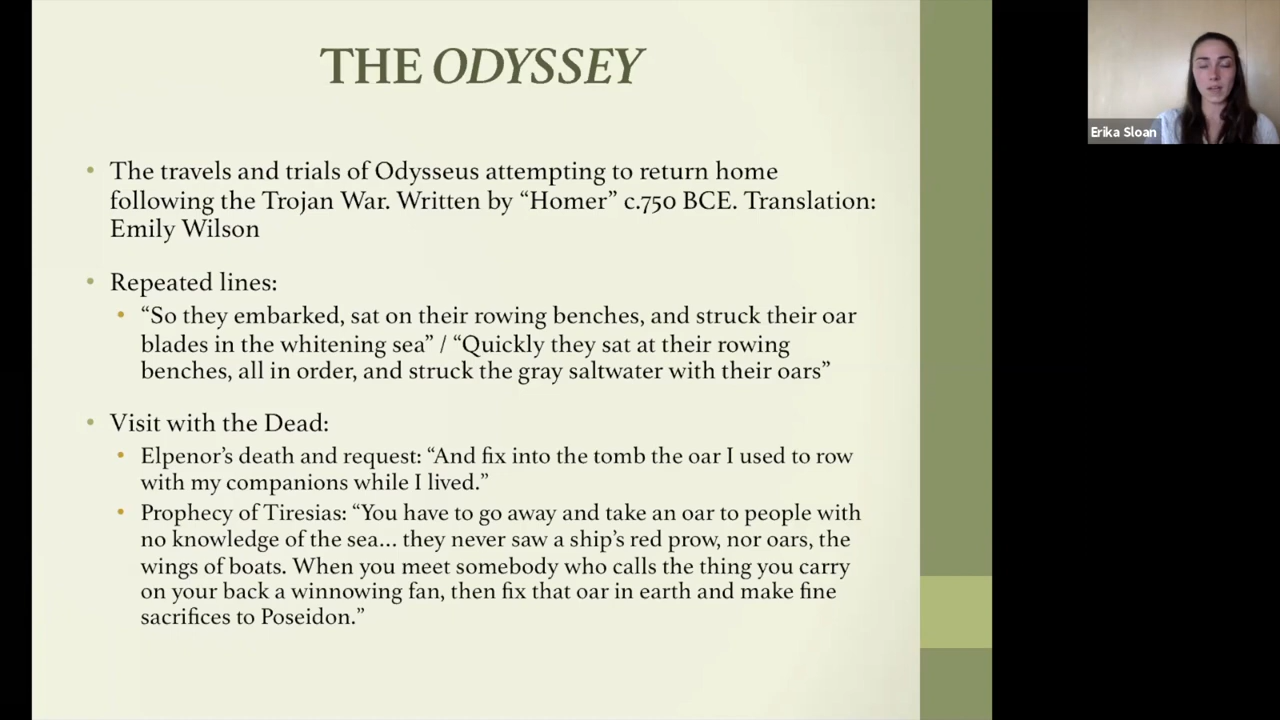 THE ODYSSEY
• The travels and trials of Odysseus attempting to return home
following the Trojan War. Written by “Homer” c.750 BCE. Translation:
Emily Wilson
• Repeated lines:
• “So they embarked, sat on their rowing benches, and struck their oar
blades in the whitening sea” / “Quickly they sat at their rowing
benches, all in order, and struck the gray saltwater with their oars”
• Visit with the Dead:
• Elpenor’s death and request: “And fix into the tomb the oar I used to row
with my companions while I lived.”
• Prophecy of Tiresias: “You have to go away and take an oar to people with
no knowledge of the sea... they never saw a ship’s red prow, nor oars, the
wings of boats. When you meet somebody who calls the thing you carry
on your back a winnowing fan, then fix that oar in earth and make fine
sacrifices to Poseidon.”
Erika Sloan